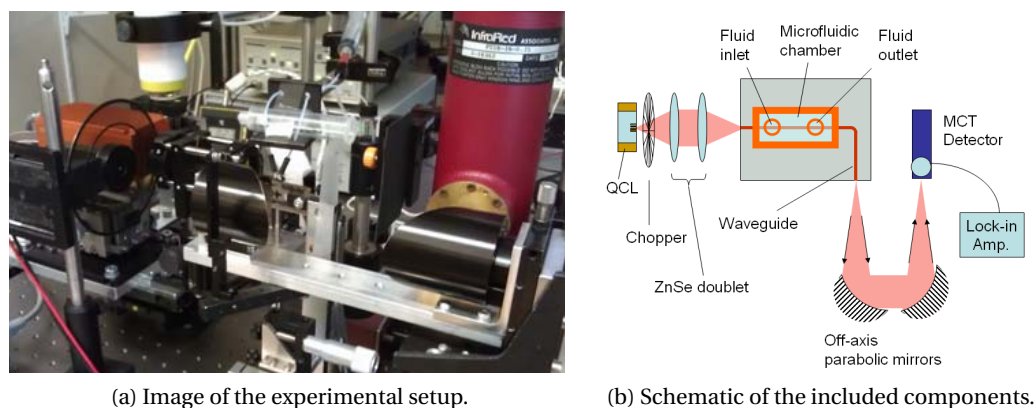 InfraRed ASSOCIATES, Inc.
Fluid
inlet
Microfluidic
chamber
Fluid
outlet
MCT
Detector
QCL
Chopper
Waveguide
Lock-in
Amp.
ZnSe doublet
Off-axis
parabolic mirrors
(a) Image of the experimental setup.
(b) Schematic of the included components.